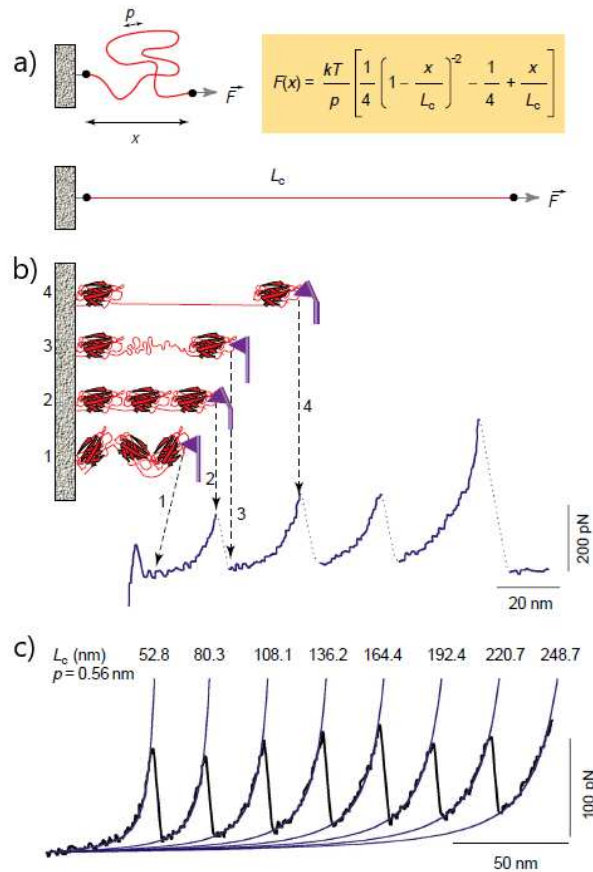 p
a)
F
F(x) = kT/p [1/4 (1 − x/Lc)^−2 − 1/4 + x/Lc]
x
Lc
F
b)
4
3
2
1
4
2
3
1
200 pN
20 nm
c)
Lc (nm) 52.8 80.3 108.1 136.2 164.4 192.4 220.7 248.7
p = 0.56 nm
100 pN
50 nm